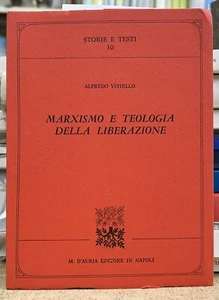 STORIE E TESTI
10
ALFREDO VITIELLO
MARXISMO E TEOLOGIA
DELLA LIBERAZIONE
M. D'AURIA EDITORE IN NAPOLI